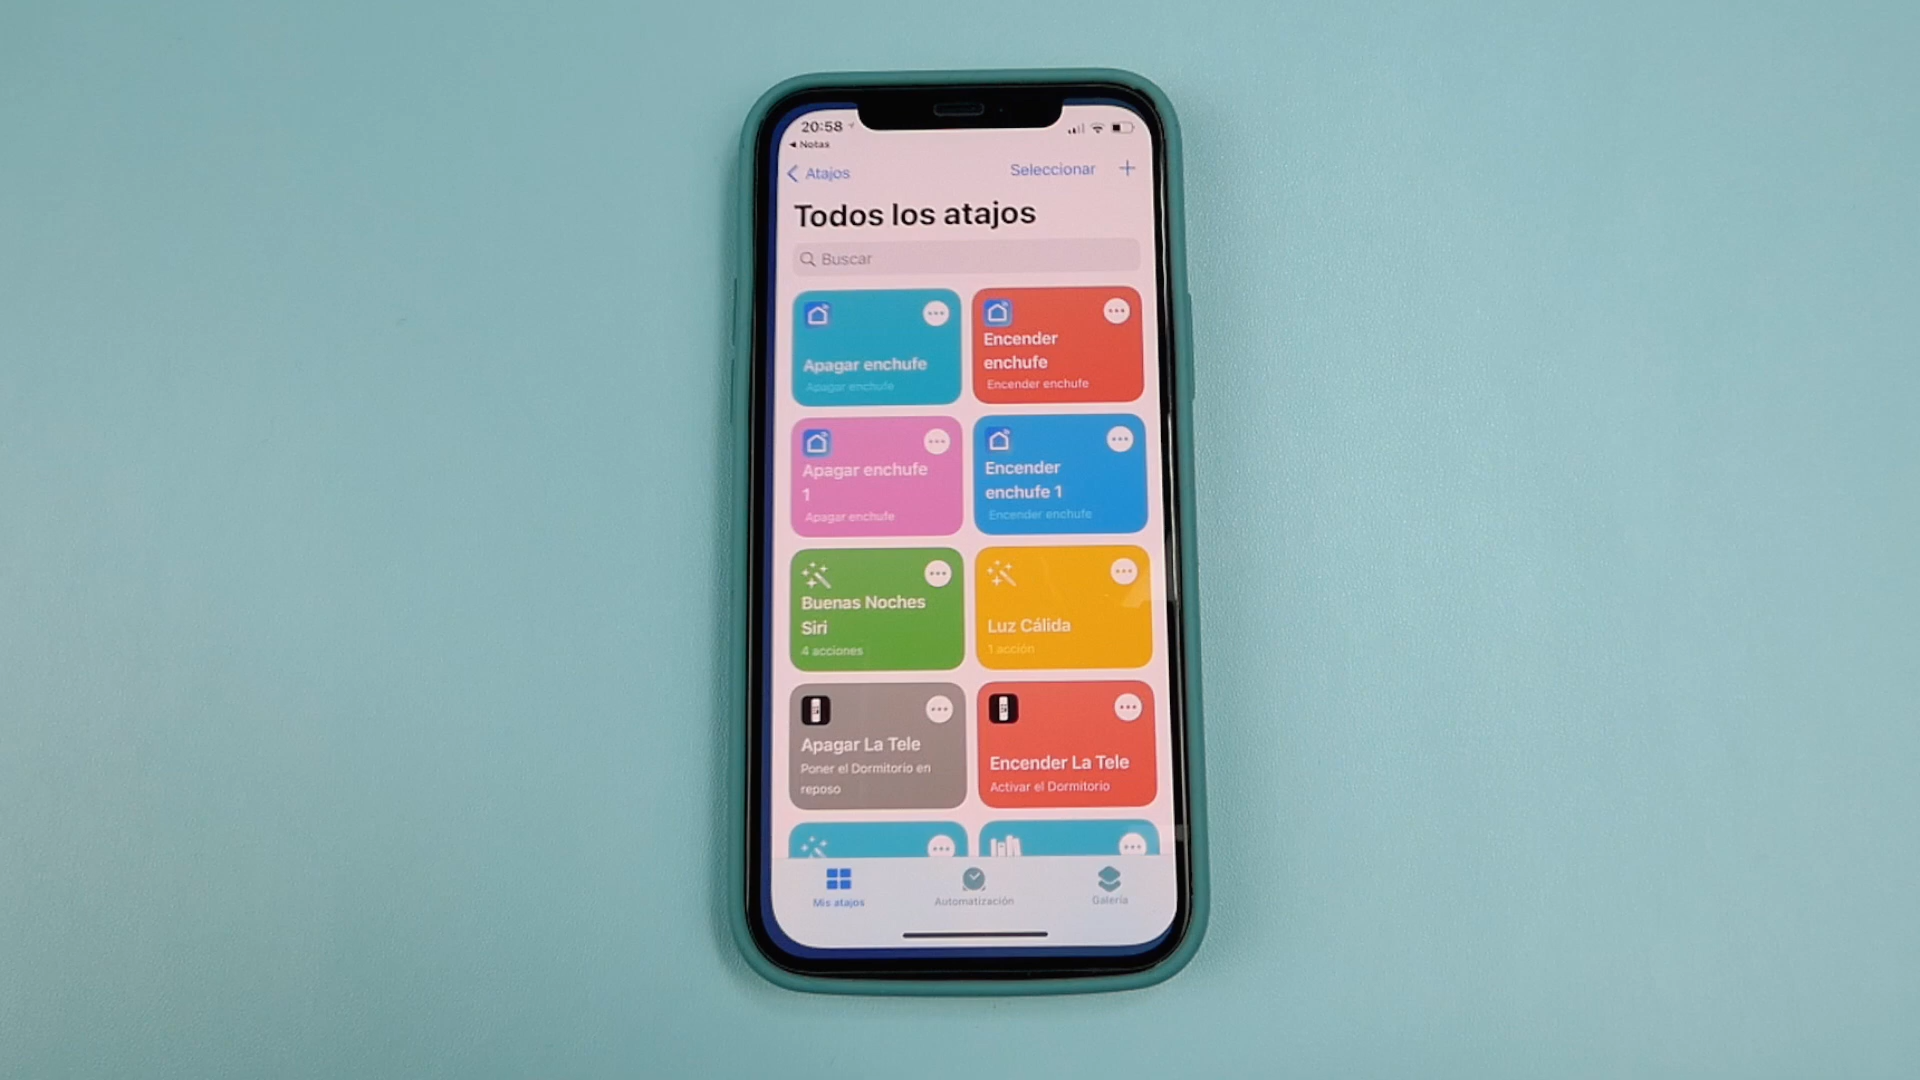 20:58
Notas
Atajos
Seleccionar
Todos los atajos
Buscar
Apagar enchufe
Apagar enchufe
Encender
enchufe
Encender enchufe
Apagar enchufe
1
Apagar enchufe
Encender
enchufe 1
Encender enchufe
Buenas Noches
Siri
4 acciones
Luz Cálida
1 acción
Apagar La Tele
Poner el Dormitorio en
reposo
Encender La Tele
Activar el Dormitorio
Mis atajos
Automatización
Galería